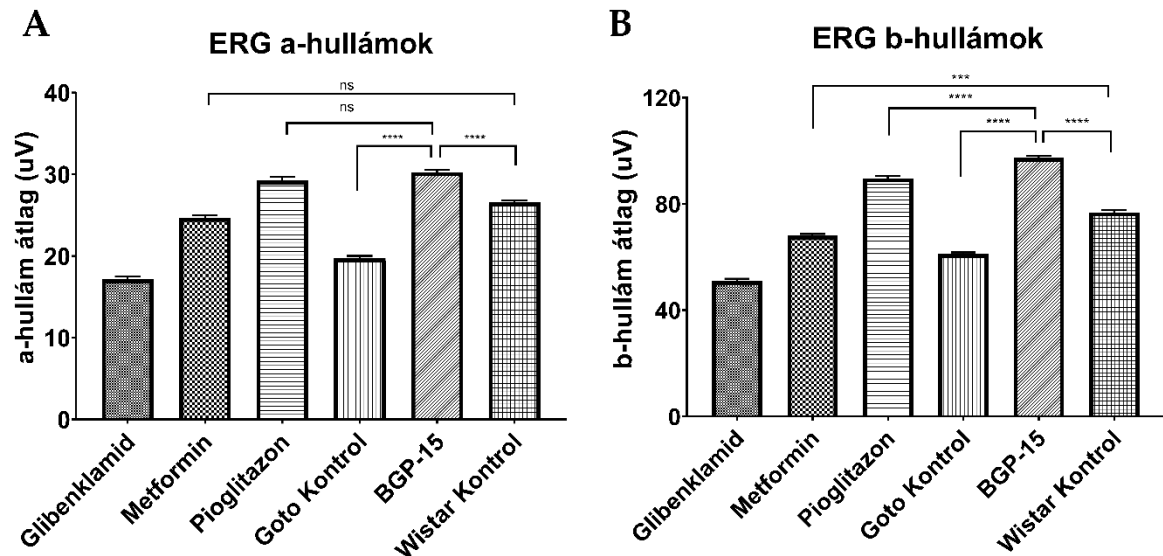 A
ERG a-hullámok
ns
ns
****
****
a-hullám átlag (uV)
40
30
20
10
0
Glibenklamid
Metformin
Pioglitazon
Goto Kontrol
BGP-15
Wistar Kontrol
B
ERG b-hullámok
***
****
****
****
b-hullám átlag (uV)
120
80
40
0
Glibenklamid
Metformin
Pioglitazon
Goto Kontrol
BGP-15
Wistar Kontrol